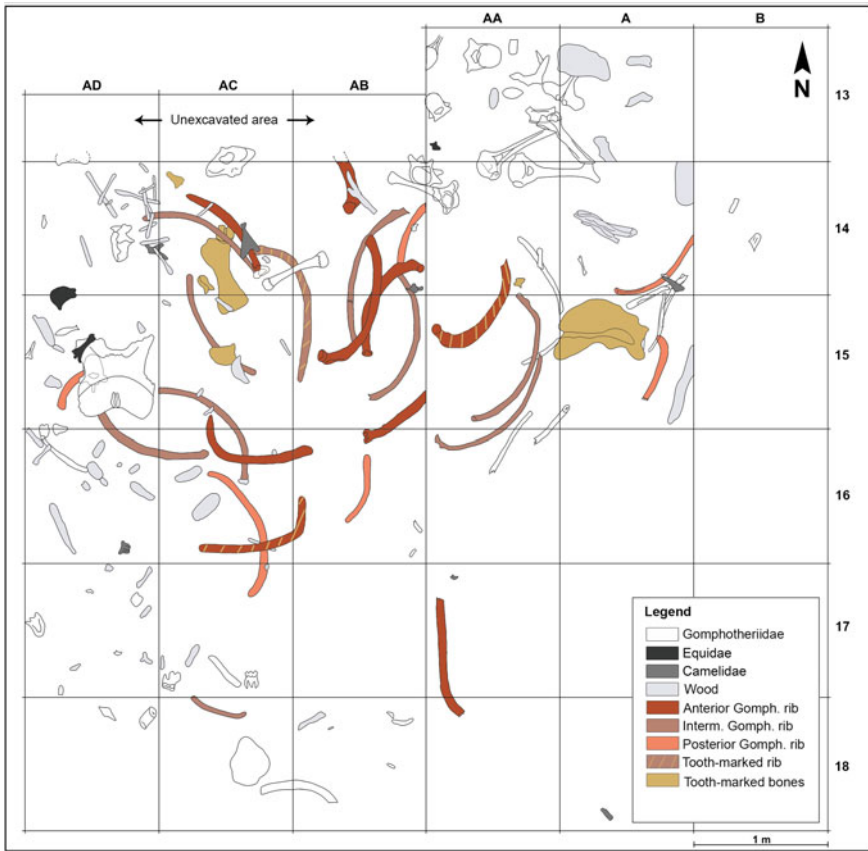 AA A B
AD AC AB
13
Unexcavated area
N
14
15
16
17
Legend
Gomphotheriidae
Equidae
Camelidae
Wood
Anterior Gomph. rib
Interm. Gomph. rib
Posterior Gomph. rib
Tooth-marked rib
Tooth-marked bones
18
1 m